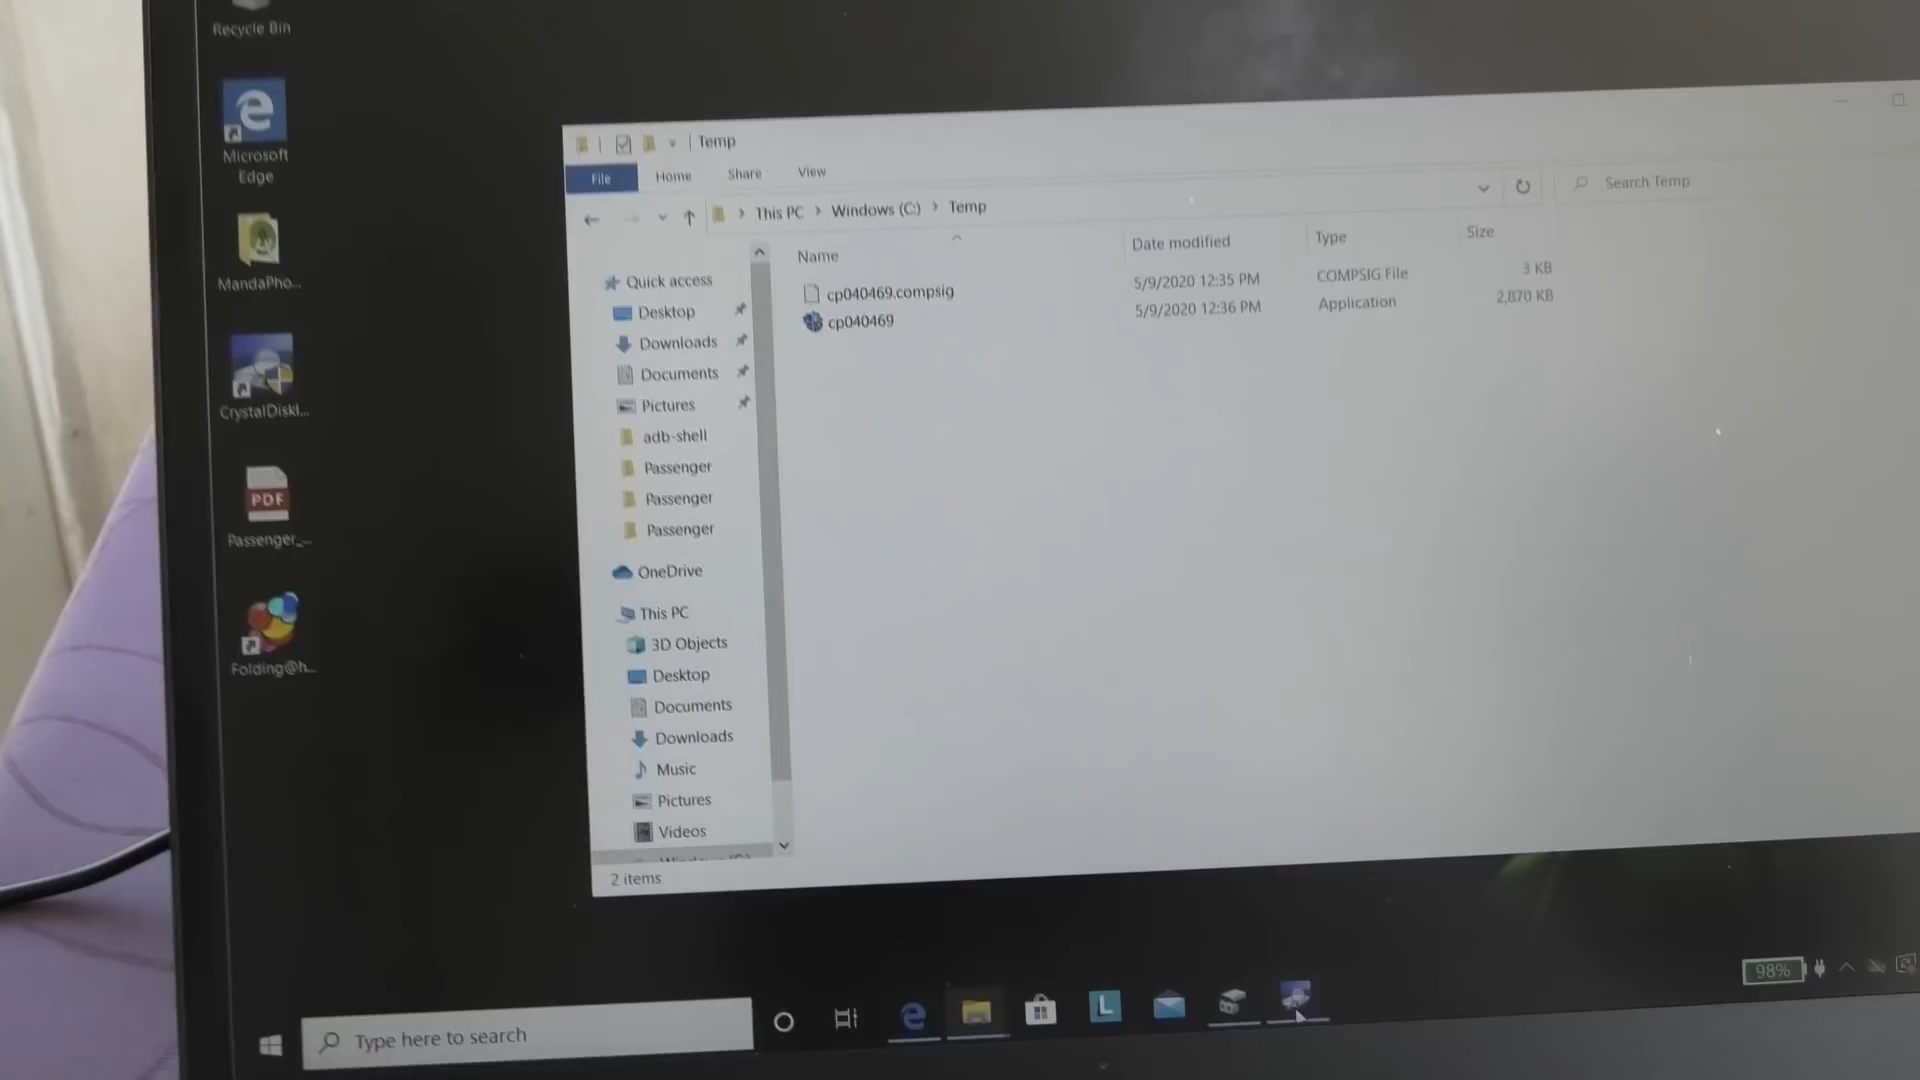 Recycle Bin
Microsoft
Edge
MandaPho...
CrystalDiskI...
PDF
Passenger_...
Folding@h...
Temp
File
Home
Share
View
This PC
Windows (C:)
Temp
Search Temp
Name
Date modified
Type
Size
cp040469.compsig
5/9/2020 12:35 PM
COMPSIG File
3 KB
cp040469
5/9/2020 12:36 PM
Application
2,870 KB
Quick access
Desktop
Downloads
Documents
Pictures
adb-shell
Passenger
Passenger
Passenger
OneDrive
This PC
3D Objects
Desktop
Documents
Downloads
Music
Pictures
Videos
Windows (C:)
2 items
Type here to search
L
98%